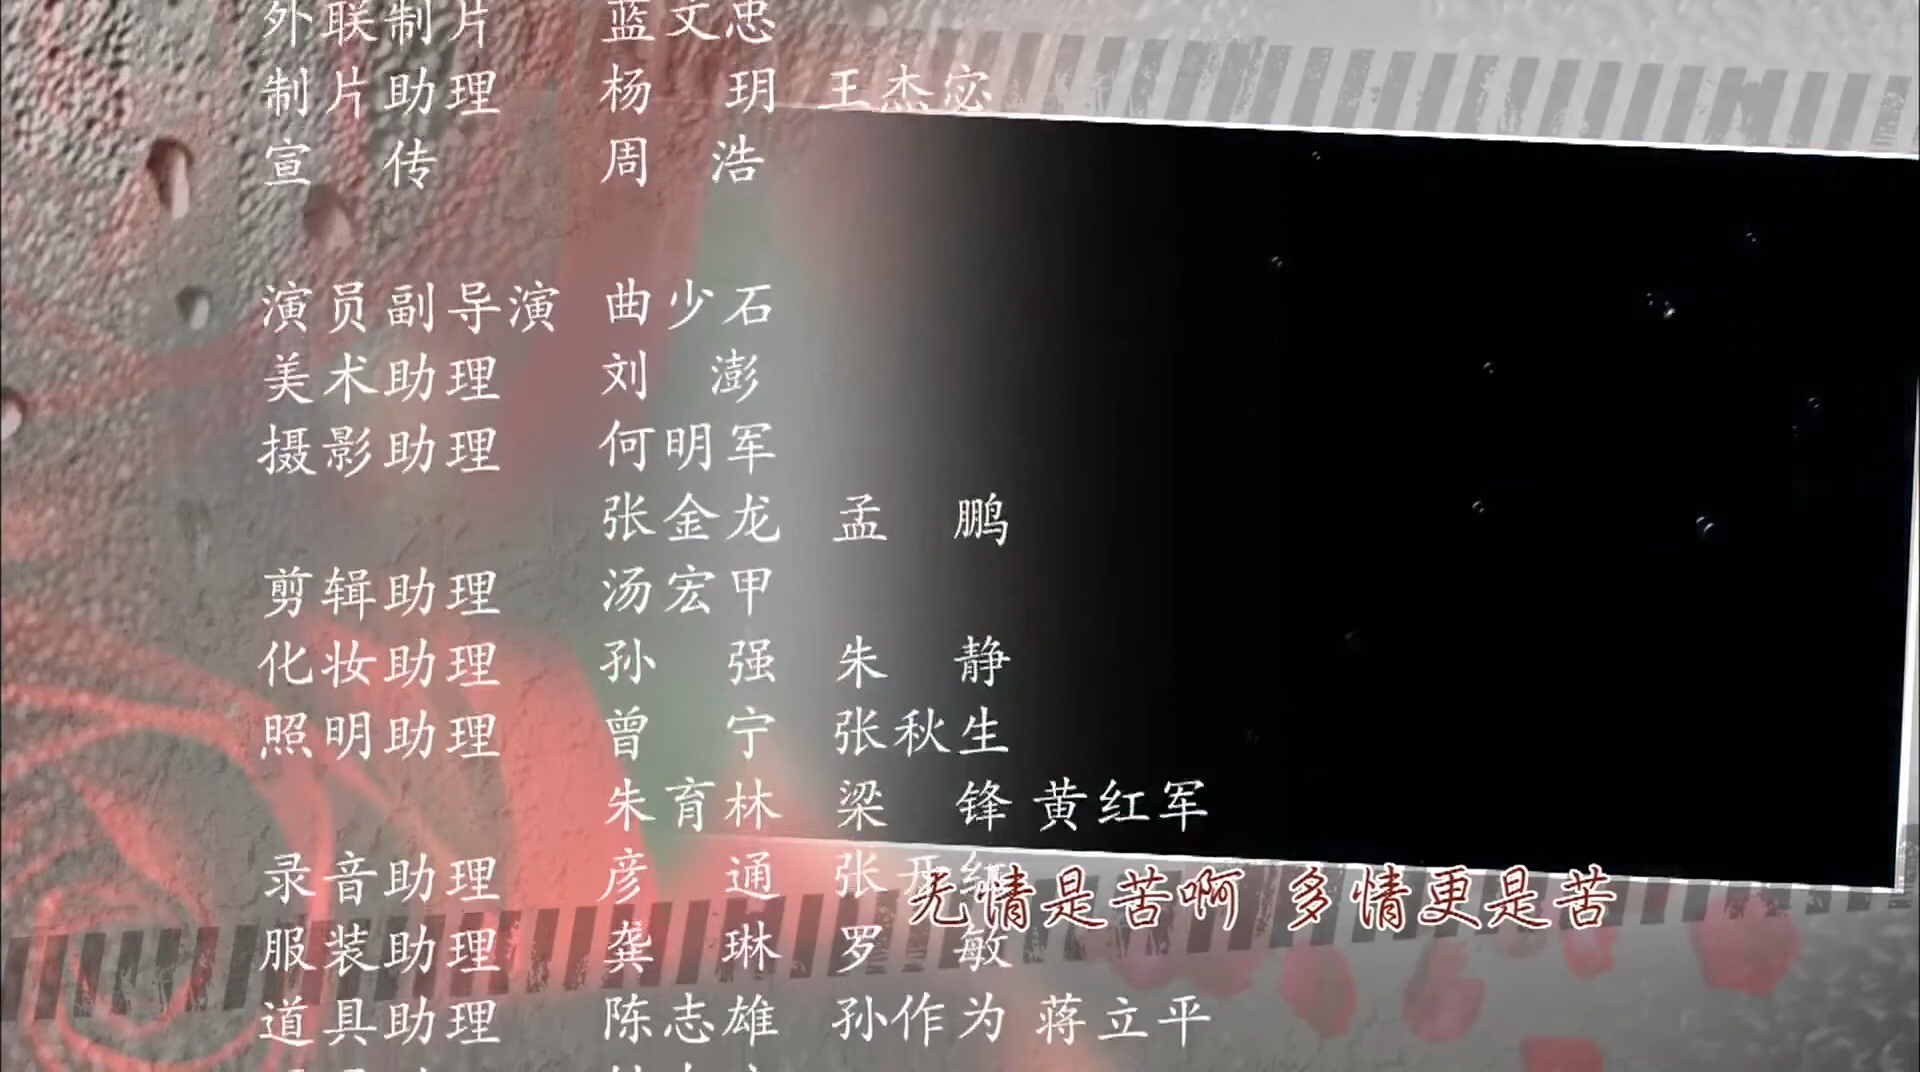 外联制片 蓝文忠
制片助理 杨玥 王杰宓
宣传 周浩
演员副导演 曲少石
美术助理 刘澎
摄影助理 何明军
张金龙 孟鹏
剪辑助理 汤宏甲
化妆助理 孙强 朱静
照明助理 曾宁 张秋生
朱育林 梁锋 黄红军
录音助理 彦通 张开红
无情是苦啊 多情更是苦
服装助理 龚琳 罗敏
道具助理 陈志雄 孙作为 蒋立平